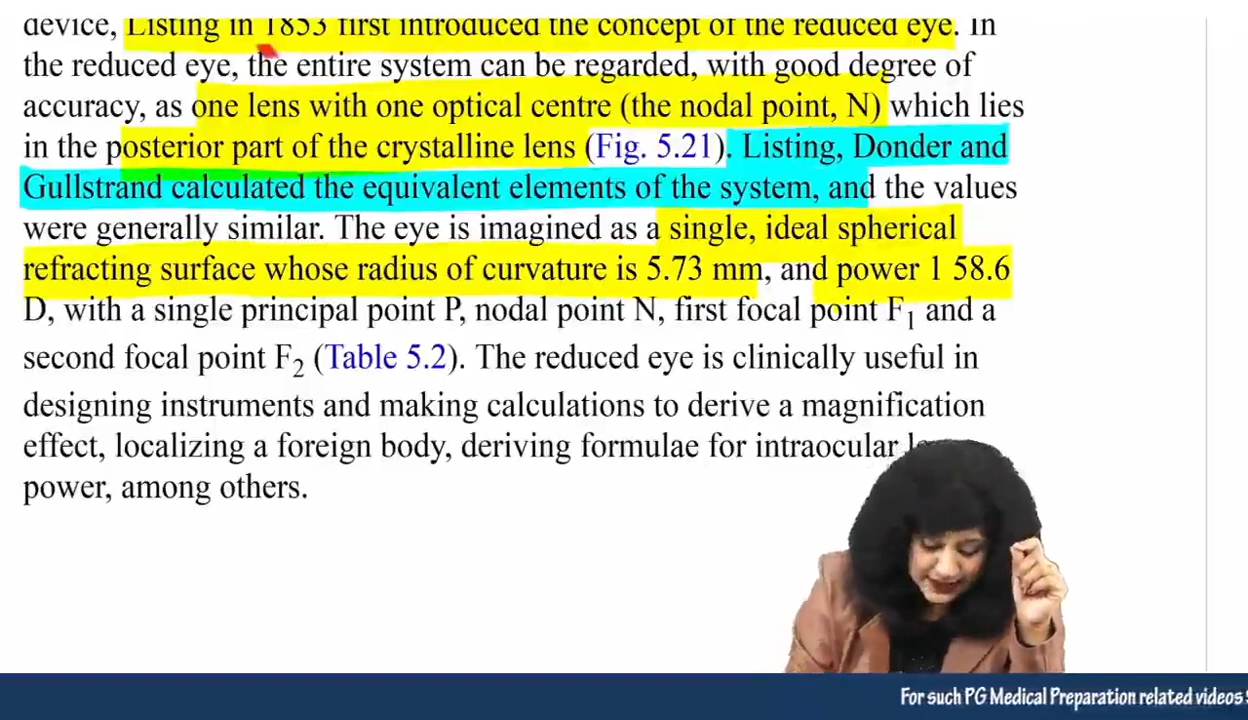 device, Listing in 1853 first introduced the concept of the reduced eye. In
the reduced eye, the entire system can be regarded, with good degree of
accuracy, as one lens with one optical centre (the nodal point, N) which lies
in the posterior part of the crystalline lens (Fig. 5.21). Listing, Donder and
Gullstrand calculated the equivalent elements of the system, and the values
were generally similar. The eye is imagined as a single, ideal spherical
refracting surface whose radius of curvature is 5.73 mm, and power 1 58.6
D, with a single principal point P, nodal point N, first focal point F₁ and a
second focal point F₂ (Table 5.2). The reduced eye is clinically useful in
designing instruments and making calculations to derive a magnification
effect, localizing a foreign body, deriving formulae for intraocular
power, among others.
For such PG Medical Preparation related videos